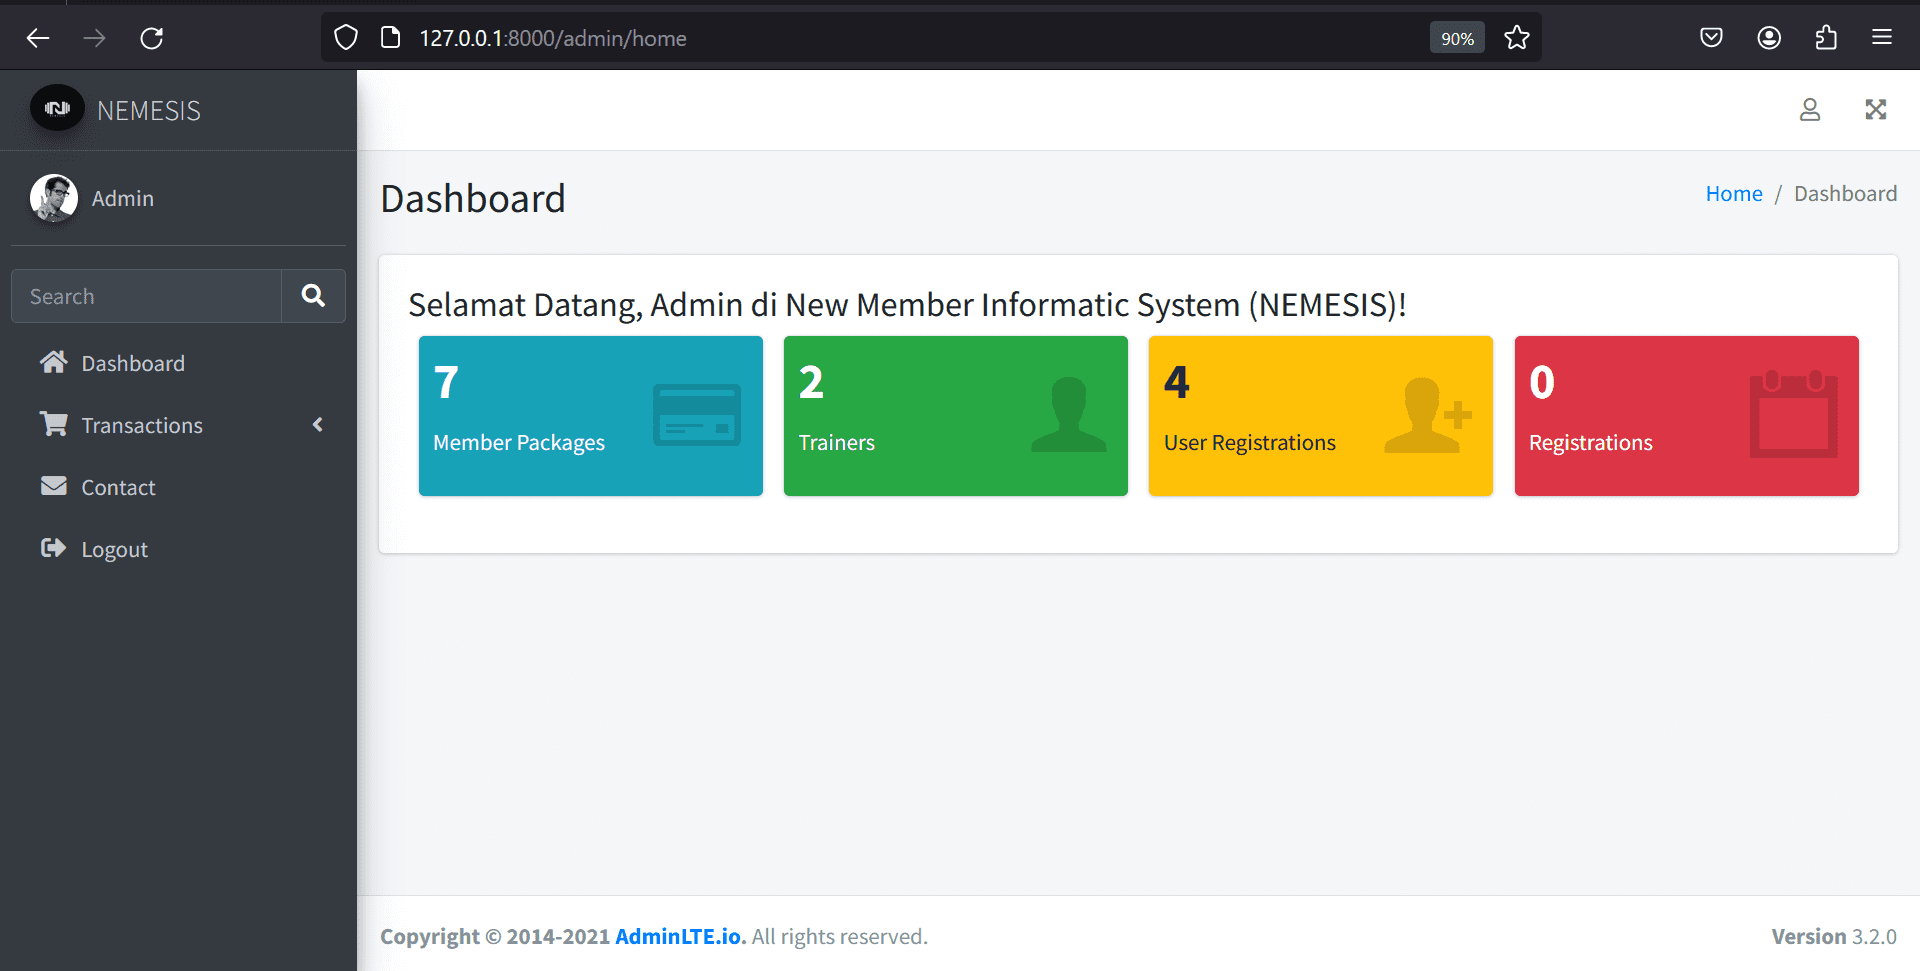 127.0.0.1:8000/admin/home
90%
NEMESIS
Admin
Search
Dashboard
Transactions
Contact
Logout
Dashboard
Home / Dashboard
Selamat Datang, Admin di New Member Informatic System (NEMESIS)!
7
Member Packages
2
Trainers
4
User Registrations
0
Registrations
Copyright © 2014-2021 AdminLTE.io. All rights reserved.
Version 3.2.0